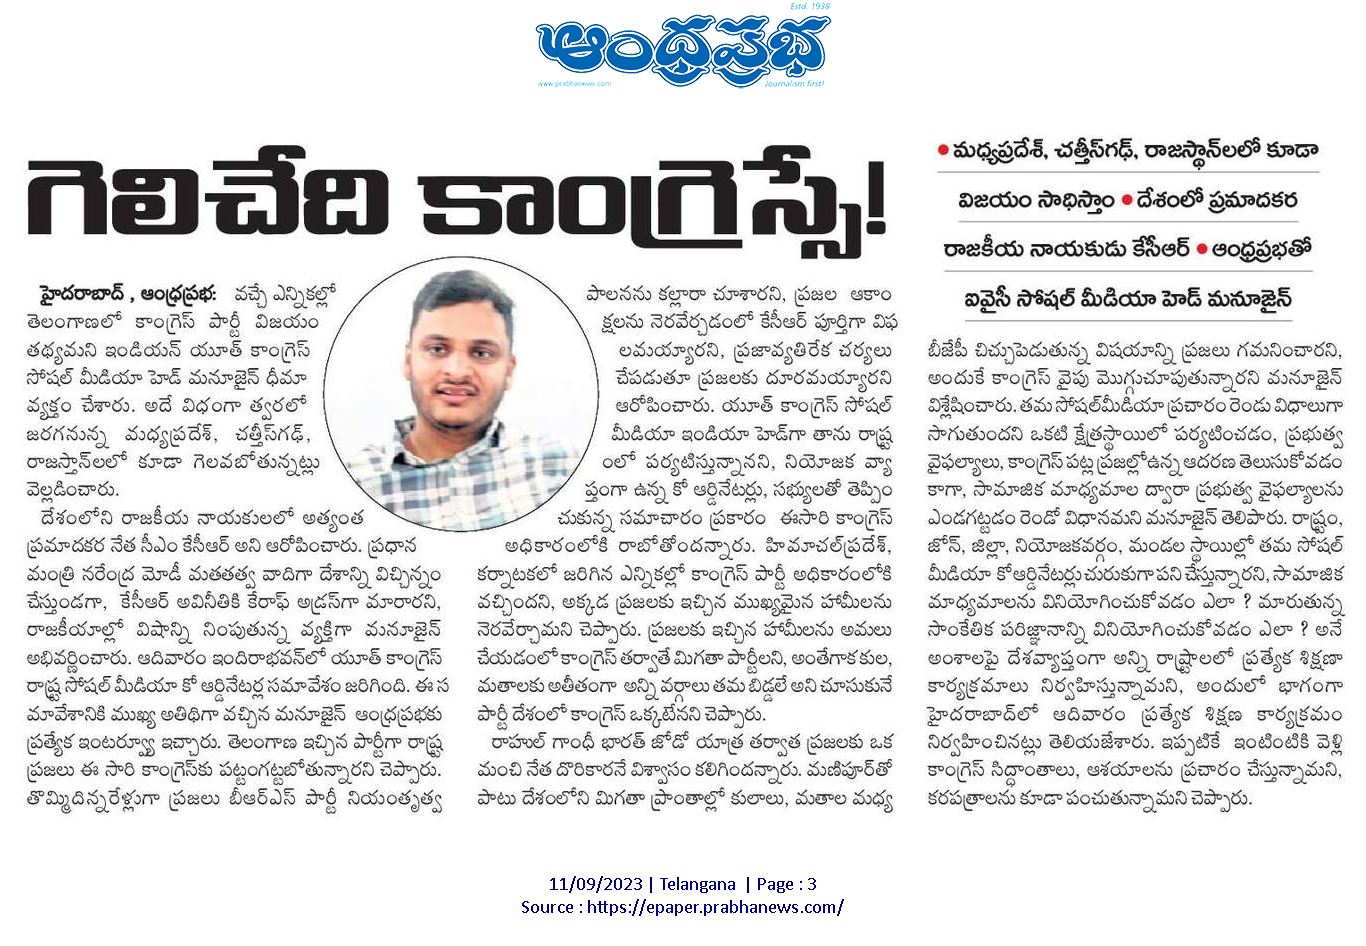 Estd. 1938
ఆంధ్రప్రభ
www.prabhanews.com
Journalism first!
గెలిచేది కాంగ్రెస్సే!
• మధ్యప్రదేశ్, చత్తీస్‌గఢ్, రాజస్థాన్‌లలో కూడా
విజయం సాధిస్తాం • దేశంలో ప్రమాదకర
రాజకీయ నాయకుడు కేసీఆర్ • ఆంధ్రప్రభతో
ఐవైసీ సోషల్ మీడియా హెడ్ మనూజైన్
హైదరాబాద్ , ఆంధ్రప్రభ: వచ్చే ఎన్నికల్లో
తెలంగాణలో కాంగ్రెస్ పార్టీ విజయం
తథ్యమని ఇండియన్ యూత్ కాంగ్రెస్
సోషల్ మీడియా హెడ్ మనూజైన్ ధీమా
వ్యక్తం చేశారు. అదే విధంగా త్వరలో
జరగనున్న మధ్యప్రదేశ్, చత్తీస్‌గఢ్,
రాజస్తాన్‌లలో కూడా గెలవబోతున్నట్లు
వెల్లడించారు.
దేశంలోని రాజకీయ నాయకులలో అత్యంత
ప్రమాదకర నేత సీఎం కేసీఆర్ అని ఆరోపించారు. ప్రధాన
మంత్రి నరేంద్ర మోడీ మతతత్వ వాదిగా దేశాన్ని విచ్ఛిన్నం
చేస్తుండగా, కేసీఆర్ అవినీతికి కేరాఫ్ అడ్రస్‌గా మారారని,
రాజకీయాల్లో విషాన్ని నింపుతున్న వ్యక్తిగా మనూజైన్
అభివర్ణించారు. ఆదివారం ఇందిరాభవన్‌లో యూత్ కాంగ్రెస్
రాష్ట్ర సోషల్ మీడియా కో ఆర్డినేటర్ల సమావేశం జరిగింది. ఈ స
మావేశానికి ముఖ్య అతిథిగా వచ్చిన మనూజైన్ ఆంధ్రప్రభకు
ప్రత్యేక ఇంటర్వ్యూ ఇచ్చారు. తెలంగాణ ఇచ్చిన పార్టీగా రాష్ట్ర
ప్రజలు ఈ సారి కాంగ్రెస్‌కు పట్టంగట్టబోతున్నారని చెప్పారు.
తొమ్మిదిన్నరేళ్లుగా ప్రజలు బీఆర్ఎస్ పార్టీ నియంతృత్వ
పాలనను కల్లారా చూశారని, ప్రజల ఆకాం
క్షలను నెరవేర్చడంలో కేసీఆర్ పూర్తిగా విఫ
లమయ్యారని, ప్రజావ్యతిరేక చర్యలు
చేపడుతూ ప్రజలకు దూరమయ్యారని
ఆరోపించారు. యూత్ కాంగ్రెస్ సోషల్
మీడియా ఇండియా హెడ్‌గా తాను రాష్ట్ర
ంలో పర్యటిస్తున్నానని, నియోజక వ్యా
ప్తంగా ఉన్న కో ఆర్డినేటర్లు, సభ్యులతో తెప్పిం
చుకున్న సమాచారం ప్రకారం ఈసారి కాంగ్రెస్
అధికారంలోకి రాబోతోందన్నారు. హిమాచల్‌ప్రదేశ్,
కర్నాటకలో జరిగిన ఎన్నికల్లో కాంగ్రెస్ పార్టీ అధికారంలోకి
వచ్చిందని, అక్కడ ప్రజలకు ఇచ్చిన ముఖ్యమైన హామీలను
నెరవేర్చామని చెప్పారు. ప్రజలకు ఇచ్చిన హామీలను అమలు
చేయడంలో కాంగ్రెస్ తర్వాతే మిగతా పార్టీలని, అంతేగాక కుల,
మతాలకు అతీతంగా అన్ని వర్గాలు తమ బిడ్డలే అని చూసుకునే
పార్టీ దేశంలో కాంగ్రెస్ ఒక్కటేనని చెప్పారు.
రాహుల్ గాంధీ భారత్ జోడో యాత్ర తర్వాత ప్రజలకు ఒక
మంచి నేత దొరికారనే విశ్వాసం కలిగిందన్నారు. మణిపూర్‌తో
పాటు దేశంలోని మిగతా ప్రాంతాల్లో కులాలు, మతాల మధ్య
బీజేపీ చిచ్చుపెడుతున్న విషయాన్ని ప్రజలు గమనించారని,
అందుకే కాంగ్రెస్ వైపు మొగ్గుచూపుతున్నారని మనూజైన్
విశ్లేషించారు. తమ సోషల్‌మీడియా ప్రచారం రెండు విధాలుగా
సాగుతుందని ఒకటి క్షేత్రస్థాయిలో పర్యటించడం, ప్రభుత్వ
వైఫల్యాలు, కాంగ్రెస్ పట్ల ప్రజల్లోఉన్న ఆదరణ తెలుసుకోవడం
కాగా, సామాజిక మాధ్యమాల ద్వారా ప్రభుత్వ వైఫల్యాలను
ఎండగట్టడం రెండో విధానమని మనూజైన్ తెలిపారు. రాష్ట్రం,
జోన్, జిల్లా, నియోజకవర్గం, మండల స్థాయిల్లో తమ సోషల్
మీడియా కోఆర్డినేటర్లు చురుకుగా పని చేస్తున్నారని, సామాజిక
మాధ్యమాలను వినియోగించుకోవడం ఎలా ? మారుతున్న
సాంకేతిక పరిజ్ఞానాన్ని వినియోగించుకోవడం ఎలా ? అనే
అంశాలపై దేశవ్యాప్తంగా అన్ని రాష్ట్రాలలో ప్రత్యేక శిక్షణా
కార్యక్రమాలు నిర్వహిస్తున్నామని, అందులో భాగంగా
హైదరాబాద్‌లో ఆదివారం ప్రత్యేక శిక్షణ కార్యక్రమం
నిర్వహించినట్లు తెలియజేశారు. ఇప్పటికే ఇంటింటికి వెళ్లి
కాంగ్రెస్ సిద్ధాంతాలు, ఆశయాలను ప్రచారం చేస్తున్నామని,
కరపత్రాలను కూడా పంచుతున్నామని చెప్పారు.
11/09/2023 | Telangana | Page : 3
Source : https://epaper.prabhanews.com/